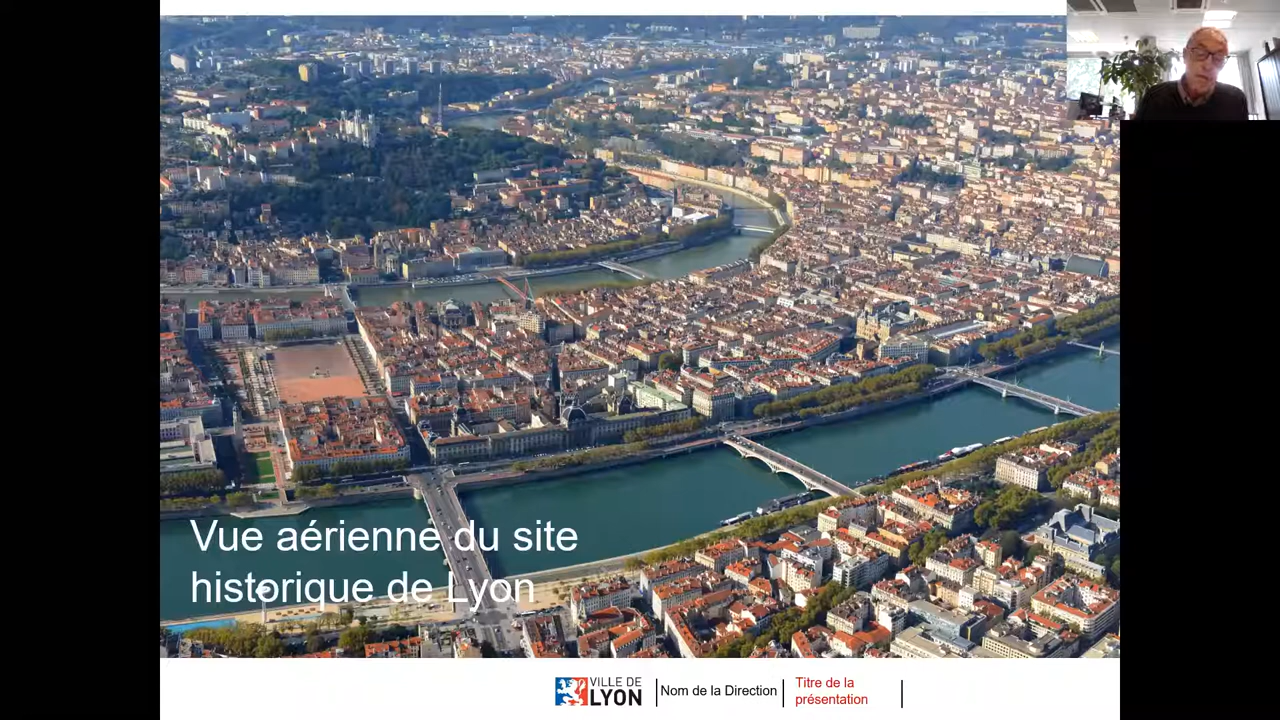 Vue aérienne du site
historique de Lyon
VILLE DE
LYON
Nom de la Direction
Titre de la
présentation